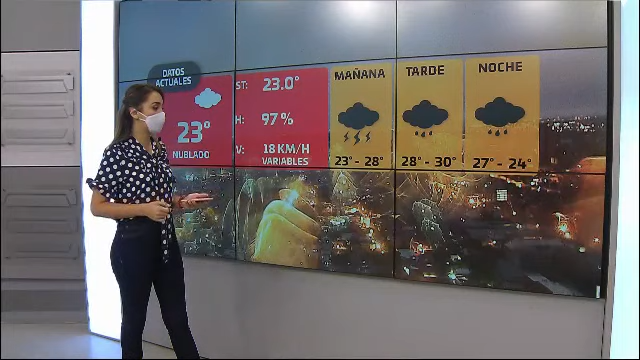 DATOS
ACTUALES
23°
NUBLADO
ST: 23.0°
H: 97%
V: 18 KM/H
VARIABLES
MAÑANA
23° - 28°
TARDE
28° - 30°
NOCHE
27° - 24°